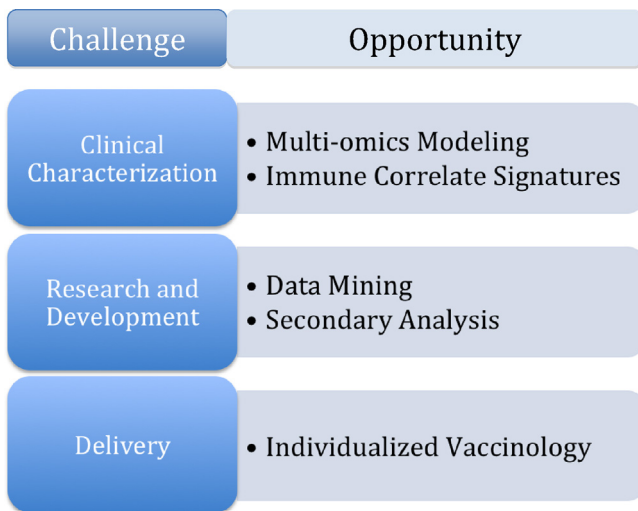 Challenge
Opportunity
Clinical
Characterization
• Multi-omics Modeling
• Immune Correlate Signatures
Research and
Development
• Data Mining
• Secondary Analysis
Delivery
• Individualized Vaccinology